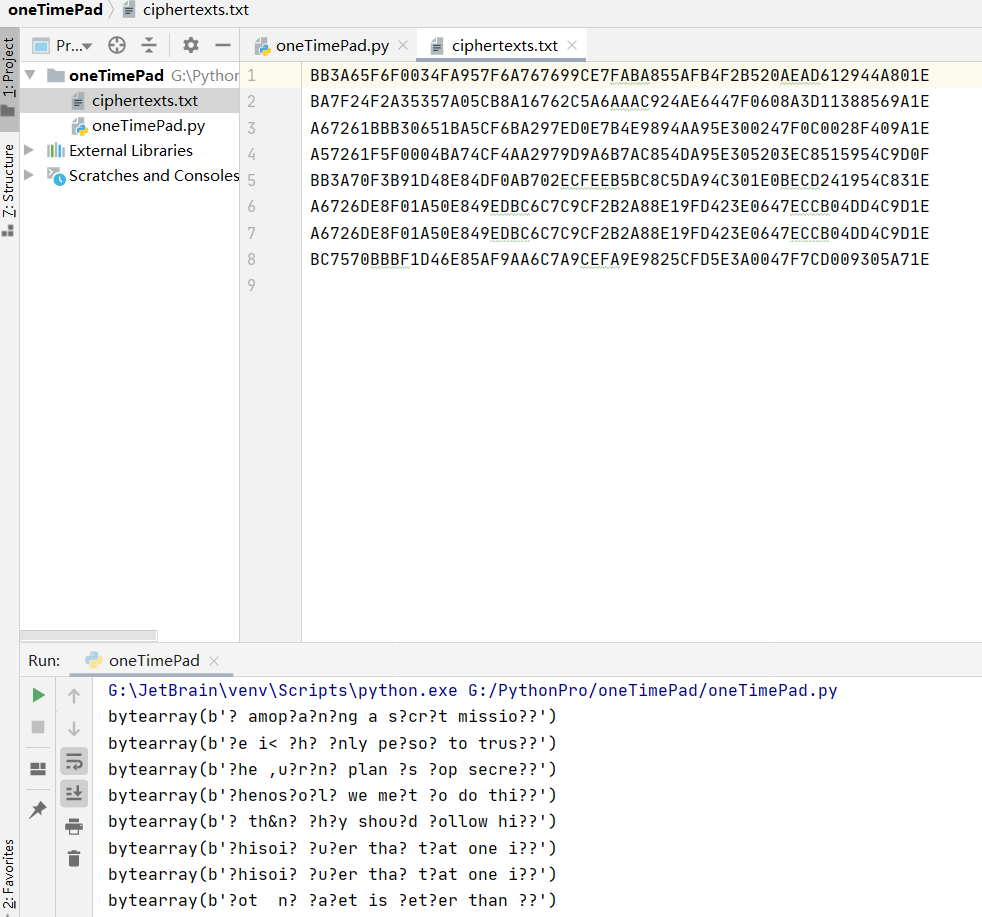 oneTimePad ciphertexts.txt
1: Project
Pr...
oneTimePad.py
ciphertexts.txt
oneTimePad G:\Python
ciphertexts.txt
oneTimePad.py
External Libraries
Scratches and Consoles
7: Structure
2: Favorites
1 BB3A65F6F0034FA957F6A767699CE7FABA855AFB4F2B520AEAD612944A801E
2 BA7F24F2A35357A05CB8A16762C5A6AAAC924AE6447F0608A3D11388569A1E
3 A67261BBB30651BA5CF6BA297ED0E7B4E9894AA95E300247F0C0028F409A1E
4 A57261F5F0004BA74CF4AA2979D9A6B7AC854DA95E305203EC8515954C9D0F
5 BB3A70F3B91D48E84DF0AB702ECFEEB5BC8C5DA94C301E0BECD241954C831E
6 A6726DE8F01A50E849EDBC6C7C9CF2B2A88E19FD423E0647ECCB04DD4C9D1E
7 A6726DE8F01A50E849EDBC6C7C9CF2B2A88E19FD423E0647ECCB04DD4C9D1E
8 BC7570BBBF1D46E85AF9AA6C7A9CEFA9E9825CFD5E3A0047F7CD009305A71E
9
Run: oneTimePad
G:\JetBrain\venv\Scripts\python.exe G:/PythonPro/oneTimePad/oneTimePad.py
bytearray(b'? amop?a?n?ng a s?cr?t missio??')
bytearray(b'?e i< ?h? ?nly pe?so? to trus??')
bytearray(b'?he ,u?r?n? plan ?s ?op secre??')
bytearray(b'?henos?o?l? we me?t ?o do thi??')
bytearray(b'? th&n? ?h?y shou?d ?ollow hi??')
bytearray(b'?hisoi? ?u?er tha? t?at one i??')
bytearray(b'?hisoi? ?u?er tha? t?at one i??')
bytearray(b'?ot  n? ?a?et is ?et?er than ??')